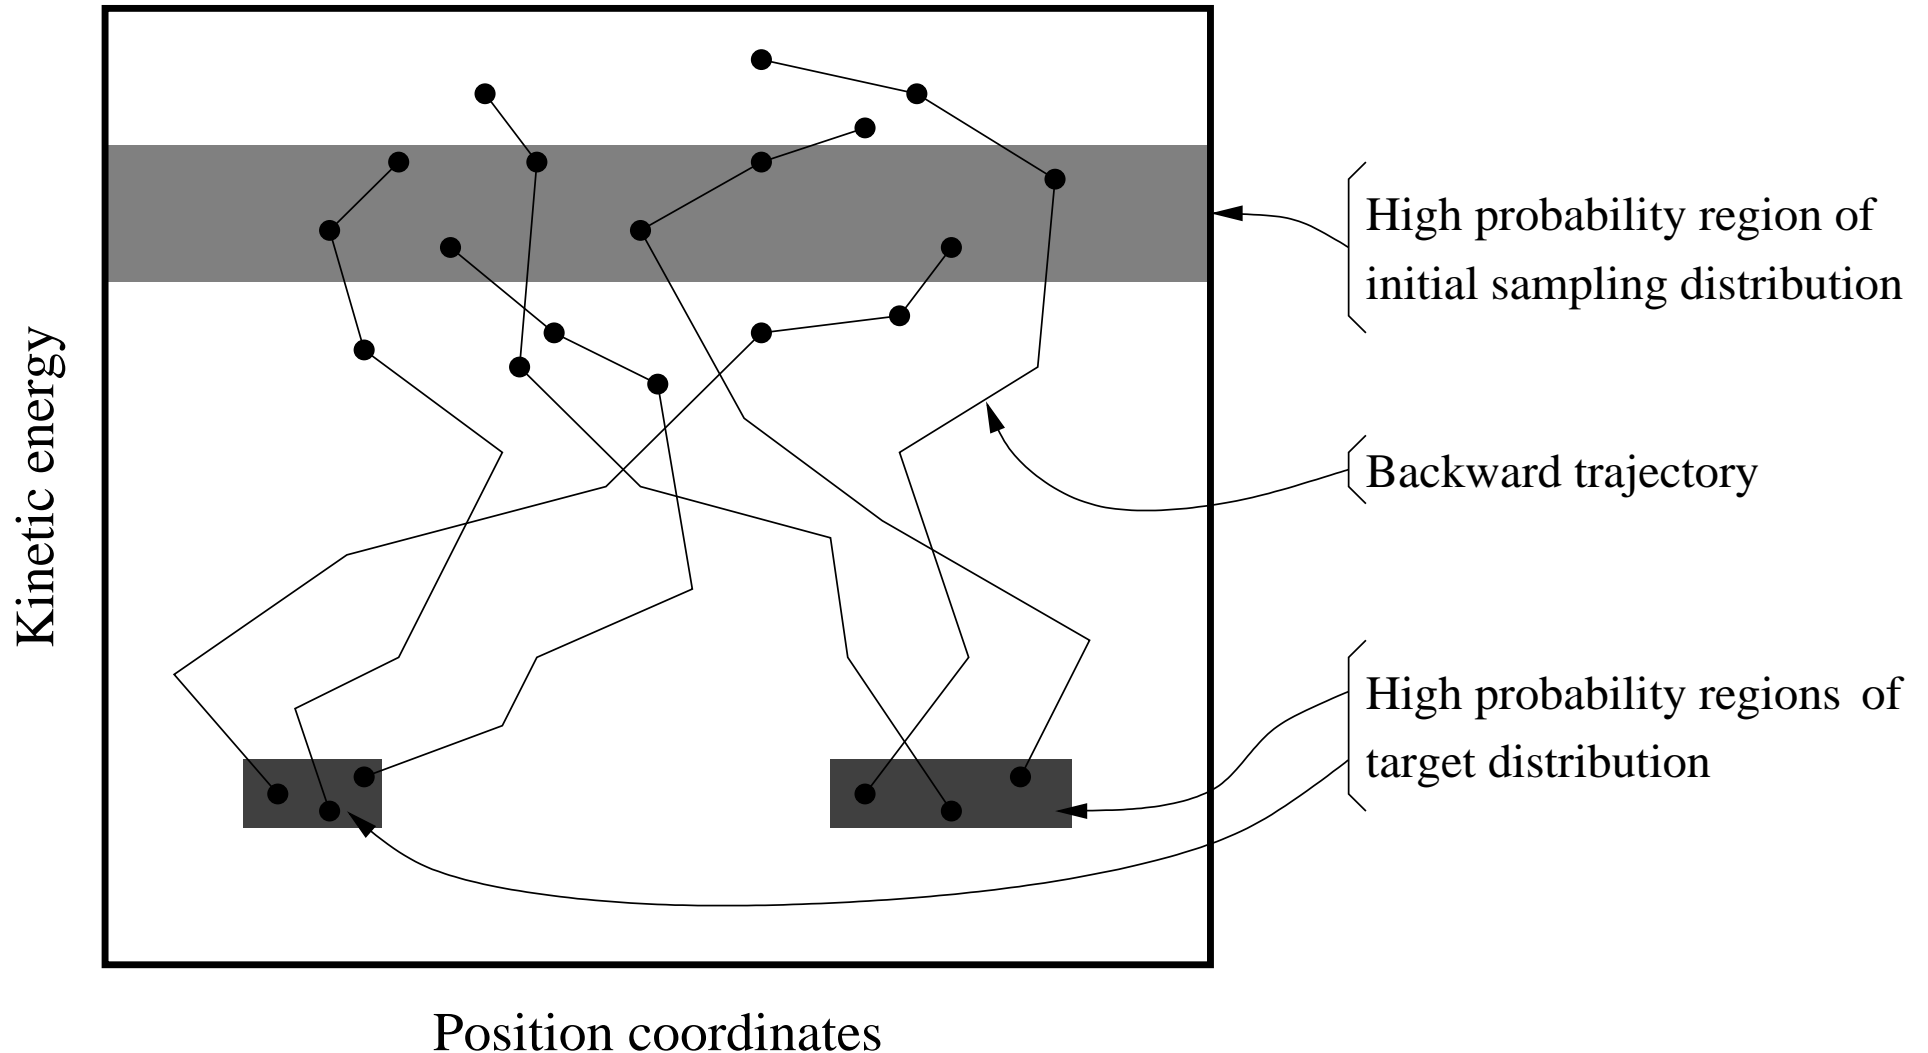 High probability region of
initial sampling distribution
Kinetic energy
Backward trajectory
High probability regions of
target distribution
Position coordinates